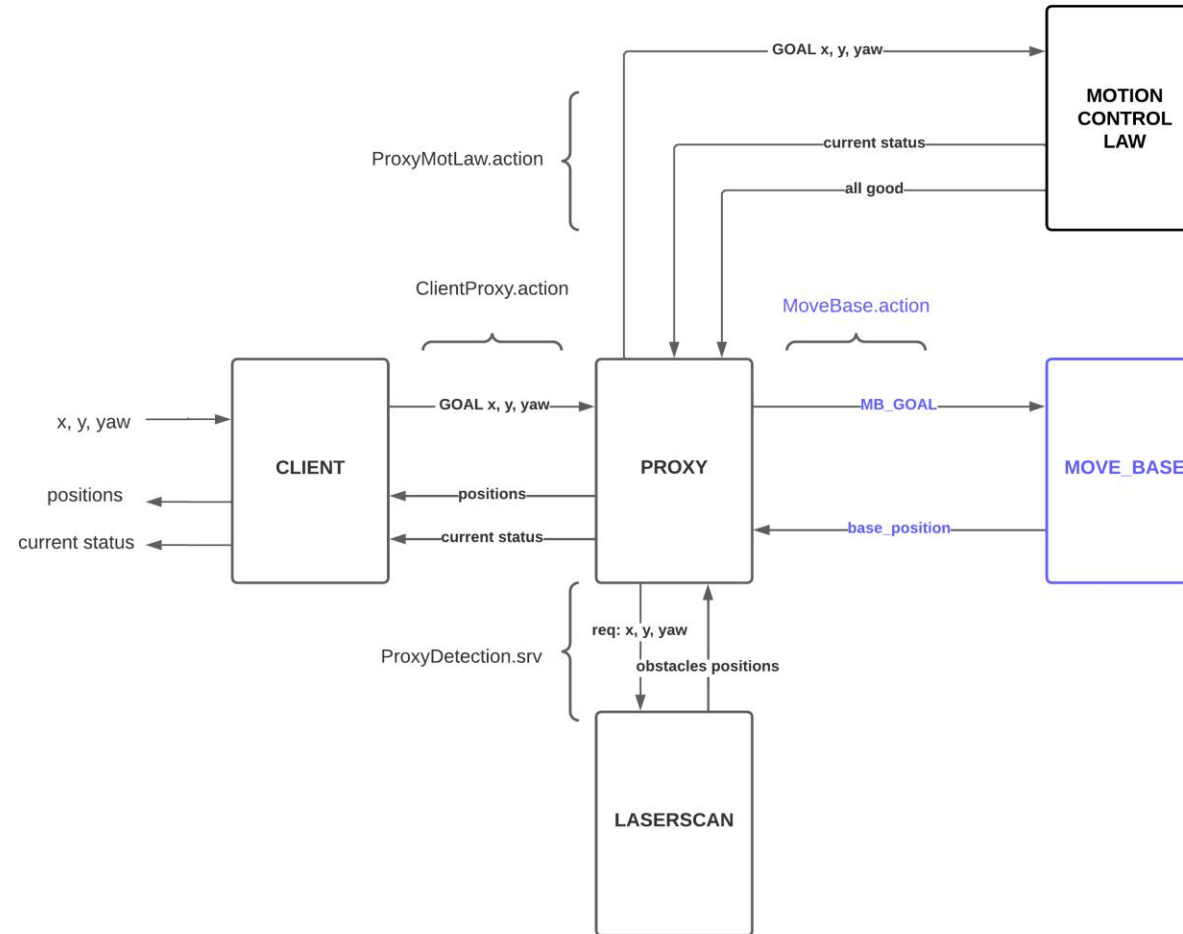 GOAL x, y, yaw
MOTION
CONTROL
LAW
current status
ProxyMotLaw.action
all good
ClientProxy.action
MoveBase.action
x, y, yaw
GOAL x, y, yaw
MB_GOAL
CLIENT
PROXY
MOVE_BASE
positions
positions
current status
current status
base_position
req: x, y, yaw
ProxyDetection.srv
obstacles positions
LASERSCAN